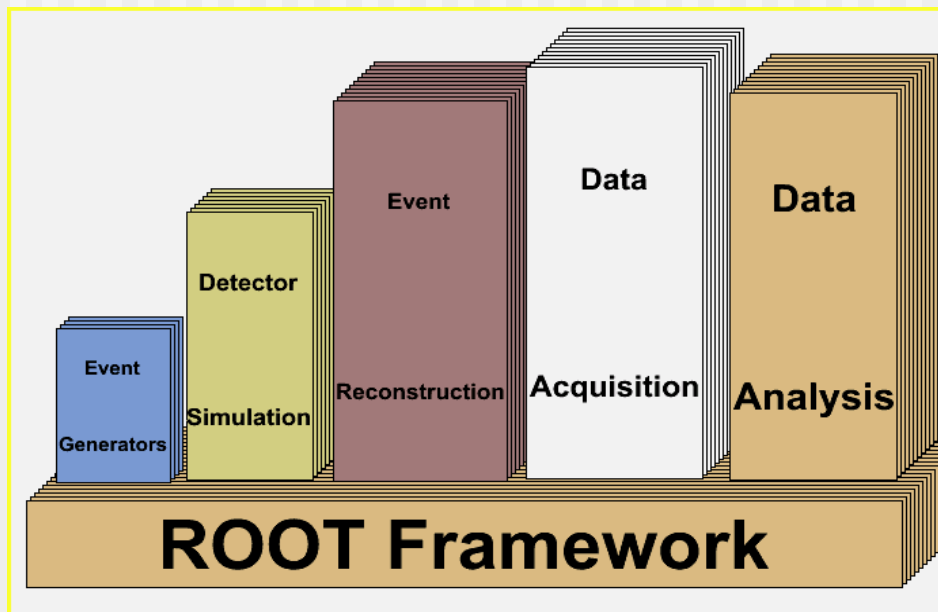 Event
Generators
Detector
Simulation
Event
Reconstruction
Data
Acquisition
Data
Analysis
ROOT Framework